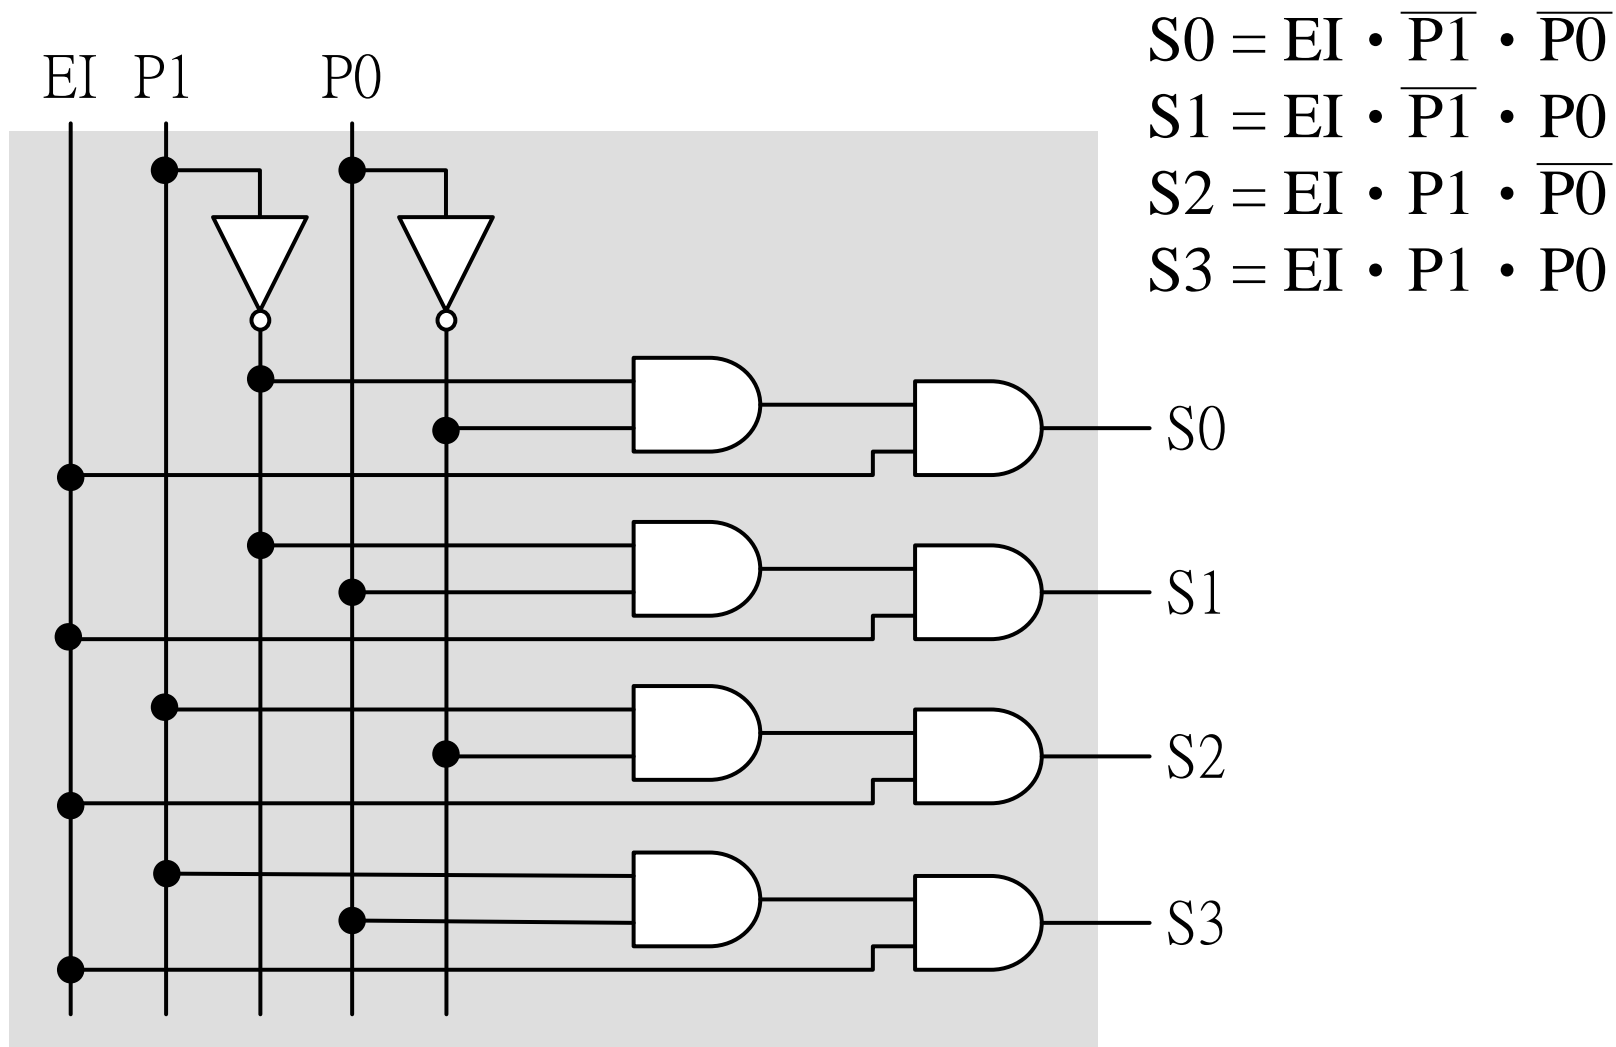 S0 = EI • P̅1̅ • P̅0̅
S1 = EI • P̅1̅ • P0
S2 = EI • P1 • P̅0̅
S3 = EI • P1 • P0
EI P1 P0
S0
S1
S2
S3